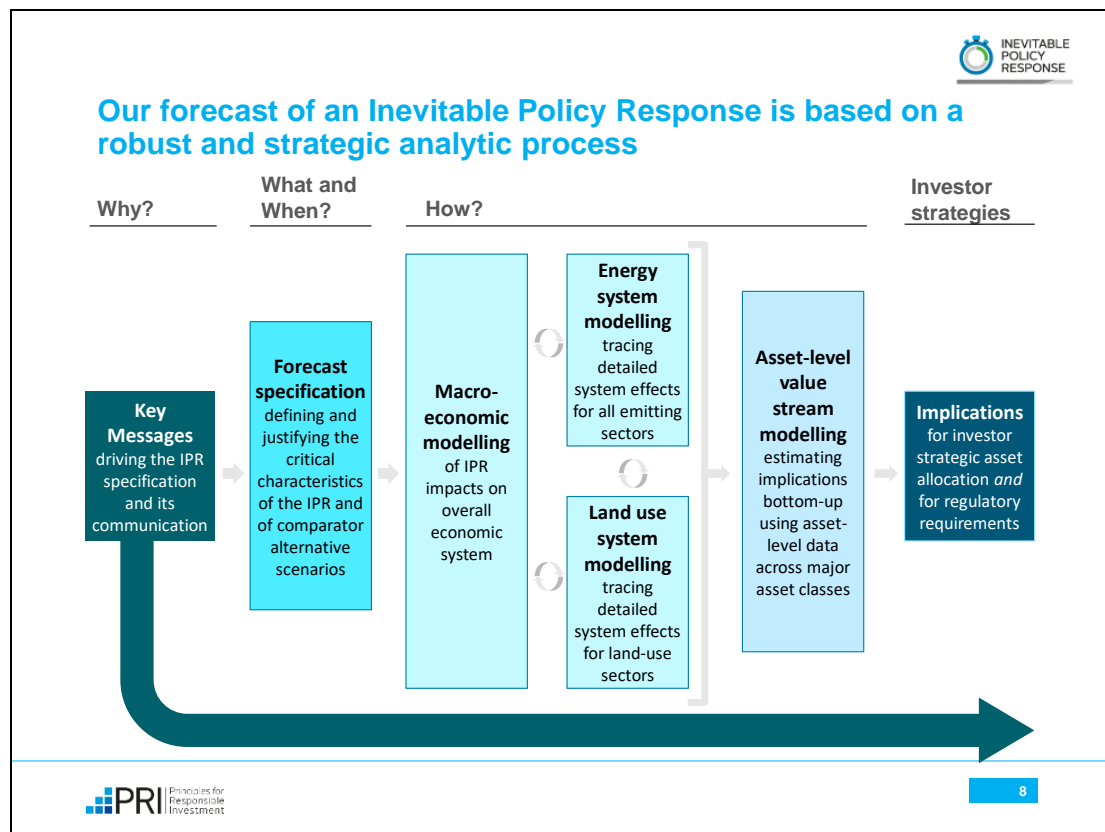 INEVITABLE
POLICY
RESPONSE
Our forecast of an Inevitable Policy Response is based on a
robust and strategic analytic process
Why?
What and
When?
How?
Investor
strategies
Key
Messages
driving the IPR
specification
and its
communication
Forecast
specification
defining and
justifying the
critical
characteristics
of the IPR and
of comparator
alternative
scenarios
Macro-
economic
modelling
of IPR
impacts on
overall
economic
system
Energy
system
modelling
tracing
detailed
system effects
for all emitting
sectors
Land use
system
modelling
tracing
detailed
system effects
for land-use
sectors
Asset-level
value
stream
modelling
estimating
implications
bottom-up
using asset-
level data
across major
asset classes
Implications
for investor
strategic asset
allocation and
for regulatory
requirements
PRI
Principles for
Responsible
Investment
8